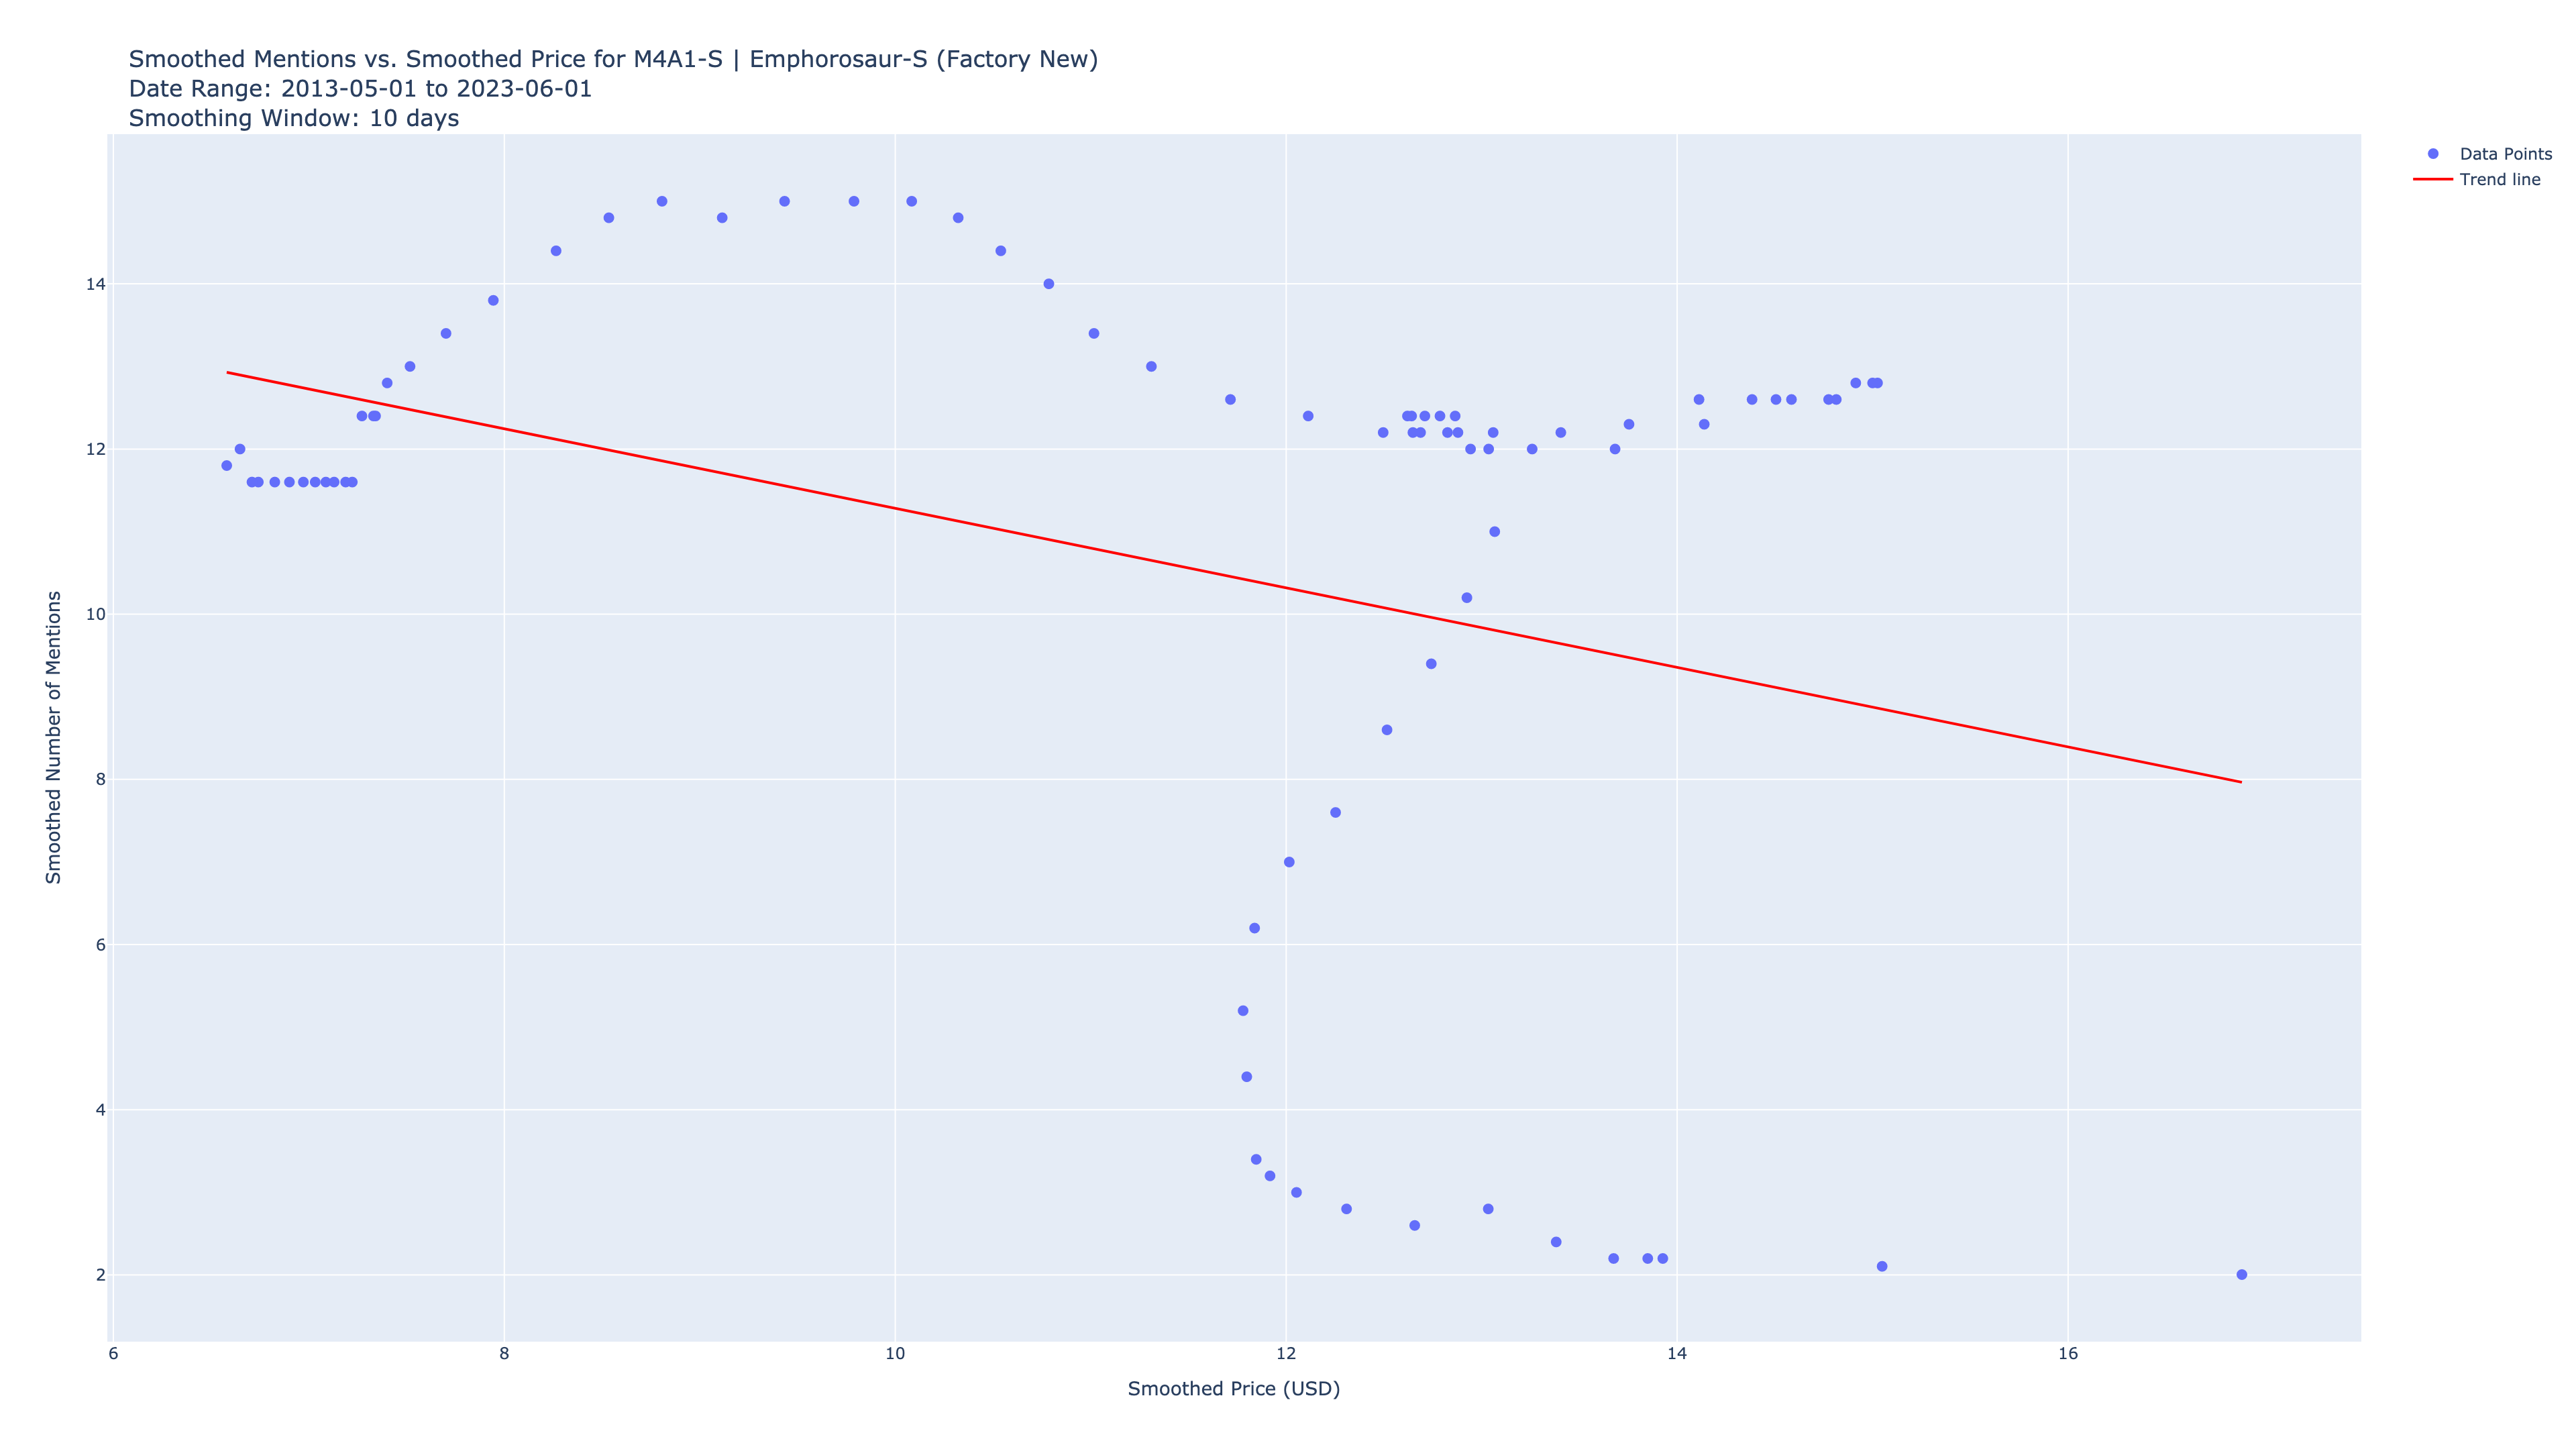 Smoothed Mentions vs. Smoothed Price for M4A1-S | Emphorosaur-S (Factory New)
Date Range: 2013-05-01 to 2023-06-01
Smoothing Window: 10 days
Data Points
Trend line
14
12
10
8
6
4
2
Smoothed Number of Mentions
6
8
10
12
14
16
Smoothed Price (USD)